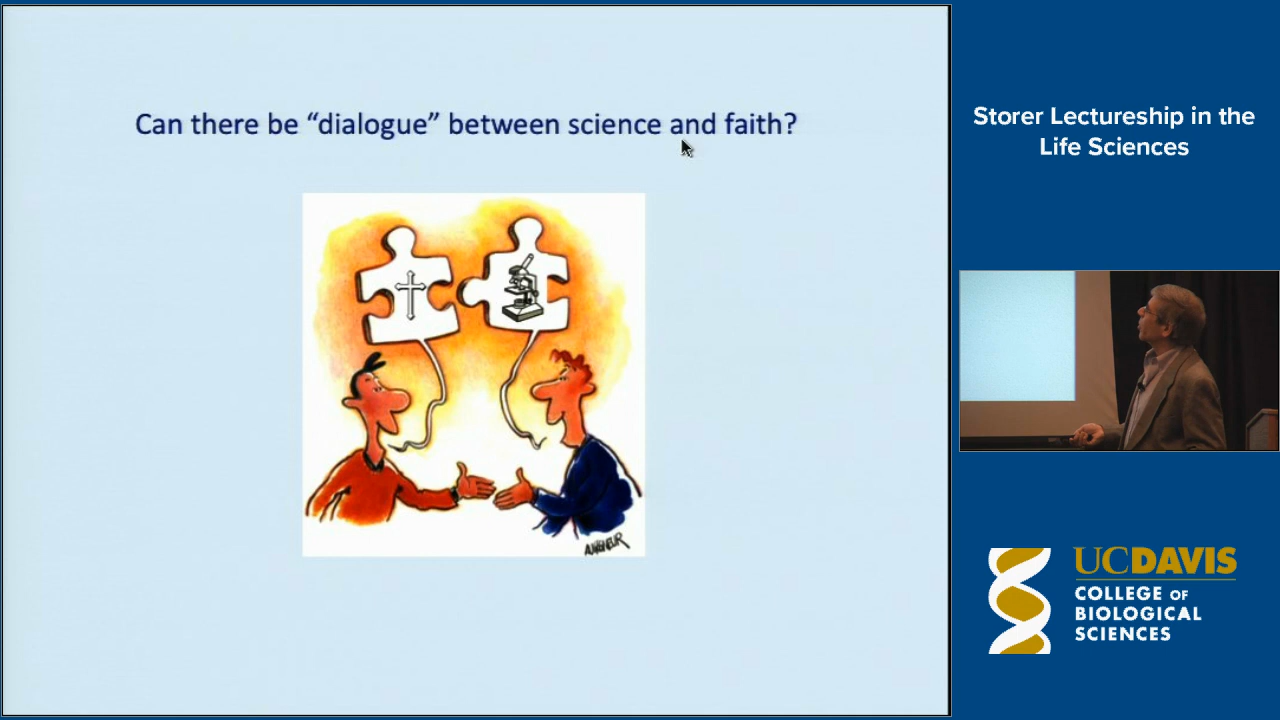 Can there be “dialogue” between science and faith?
Storer Lectureship in the
Life Sciences
UCDAVIS
COLLEGE OF
BIOLOGICAL
SCIENCES